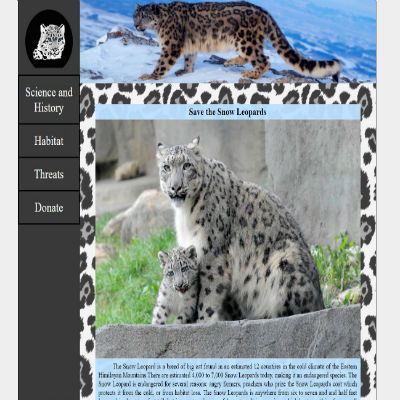 Science and
History
Habitat
Threats
Donate
Save the Snow Leopards
The Snow Leopard is a breed of big cat found in an estimated 12 countries in the cold climate of the Eastern
Himalayan Mountains There are estimated 4,000 to 7,000 Snow Leopards today, making it an endangered species. The
Snow Leopard is endangered for several reasons: angry farmers, poachers who prize the Snow Leopard's coat which
protects it from the cold, or from habitat loss. The Snow Leopards is anywhere from six to seven and and half feet